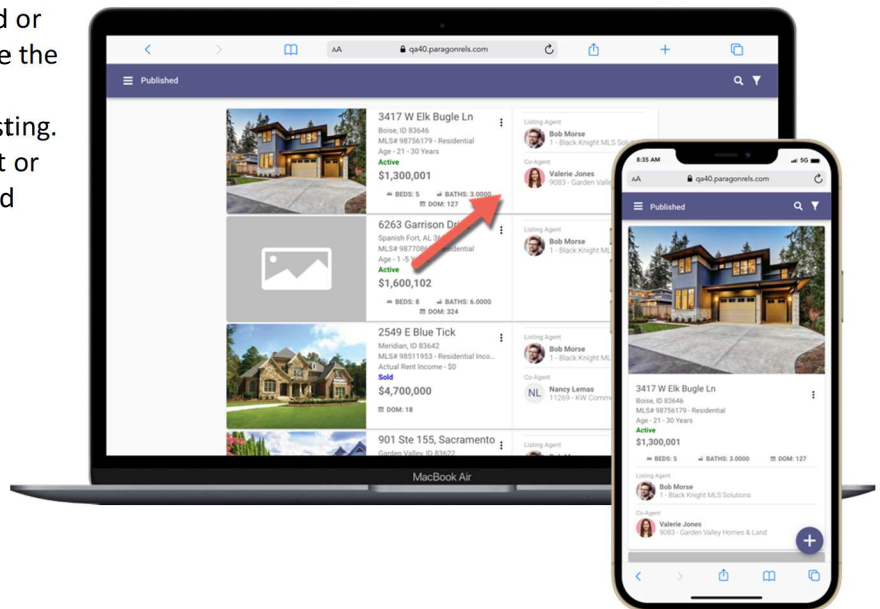 d or
e the
sting.
t or
d
AA
qa40.paragonrels.com
Published
3417 W Elk Bugle Ln
Boise, ID 83646
MLS# 98756179 - Residential
Age - 21 - 30 Years
Active
$1,300,001
BEDS: 5 BATHS: 3.0000
DOM: 127
Listing Agent
Bob Morse
1 - Black Knight MLS Solu
Co-Agent
Valerie Jones
9083 - Garden Valle
6263 Garrison Dri
Spanish Fort, AL
MLS# 9877086 dential
Age - 1 -5
Active
$1,600,102
BEDS: 8 BATHS: 6.0000
DOM: 324
Listing Agent
Bob Morse
1 - Black Knight ML
2549 E Blue Tick
Meridian, ID 83642
MLS# 98511953 - Residential Inco...
Actual Rent Income - $0
Sold
$4,700,000
DOM: 18
Listing Agent
Bob Morse
1 - Black Knight ML
Co-Agent
NL
Nancy Lemas
11269 - KW Comm
901 Ste 155, Sacramento
Garden Valley, ID 83622
Listing Agent
MacBook Air
8:35 AM
5G
AA
qa40.paragonrels.com
Published
3417 W Elk Bugle Ln
Boise, ID 83646
MLS# 98756179 - Residential
Age - 21 - 30 Years
Active
$1,300,001
BEDS: 5 BATHS: 3.0000 DOM: 127
Listing Agent
Bob Morse
1 - Black Knight MLS Solutions
Co-Agent
Valerie Jones
9083 - Garden Valley Homes & Land